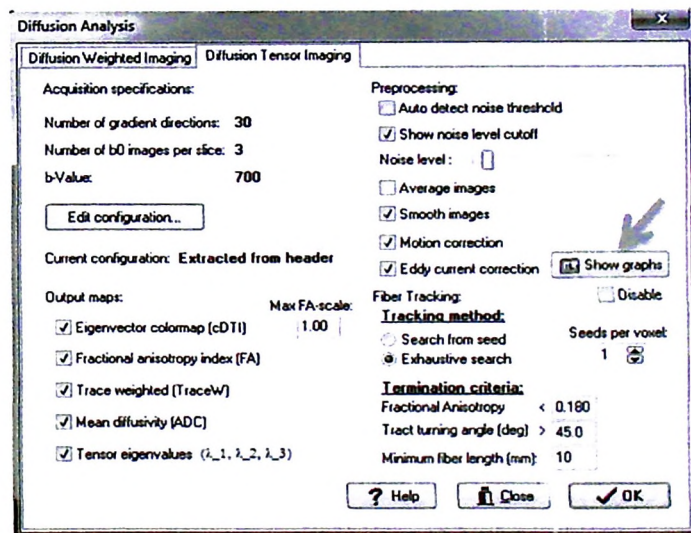 Diffusion Analysis
Diffusion Weighted Imaging Diffusion Tensor Imaging
Acquisition specifications:
Number of gradient directions: 30
Number of b0 images per slice: 3
b-Value: 700
Edit configuration...
Current configuration: Extracted from header
Output maps:
Max FA-scale:
Eigenvector colormap (cDTI) 1.00
Fractional anisotropy index (FA)
Trace weighted (TraceW)
Mean diffusivity (ADC)
Tensor eigenvalues (λ_1, λ_2, λ_3)
Preprocessing:
Auto detect noise threshold
Show noise level cutoff
Noise level :
Average images
Smooth images
Motion correction
Eddy current correction Show graphs
Fiber Tracking: Disable
Tracking method:
Search from seed
Exhaustive search
Seeds per voxel:
1
Termination criteria:
Fractional Anisotropy < 0.180
Tract turning angle (deg) > 45.0
Minimum fiber length (mm): 10
? Help Close OK